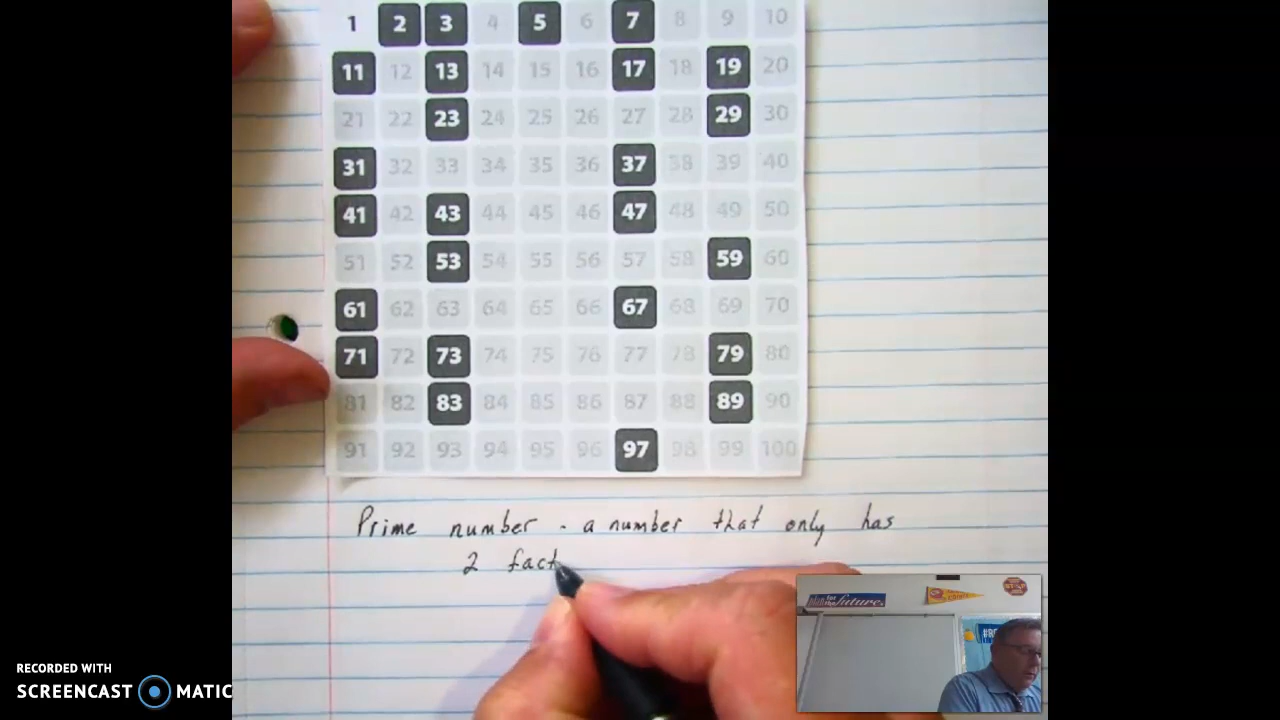 1 2 3 4 5 6 7 8 9 10
11 12 13 14 15 16 17 18 19 20
21 22 23 24 25 26 27 28 29 30
31 32 33 34 35 36 37 38 39 40
41 42 43 44 45 46 47 48 49 50
51 52 53 54 55 56 57 58 59 60
61 62 63 64 65 66 67 68 69 70
71 72 73 74 75 76 77 78 79 80
81 82 83 84 85 86 87 88 89 90
91 92 93 94 95 96 97 98 99 100
Prime number - a number that only has
2 fact
plan for the future.
RECORDED WITH
SCREENCAST MATIC